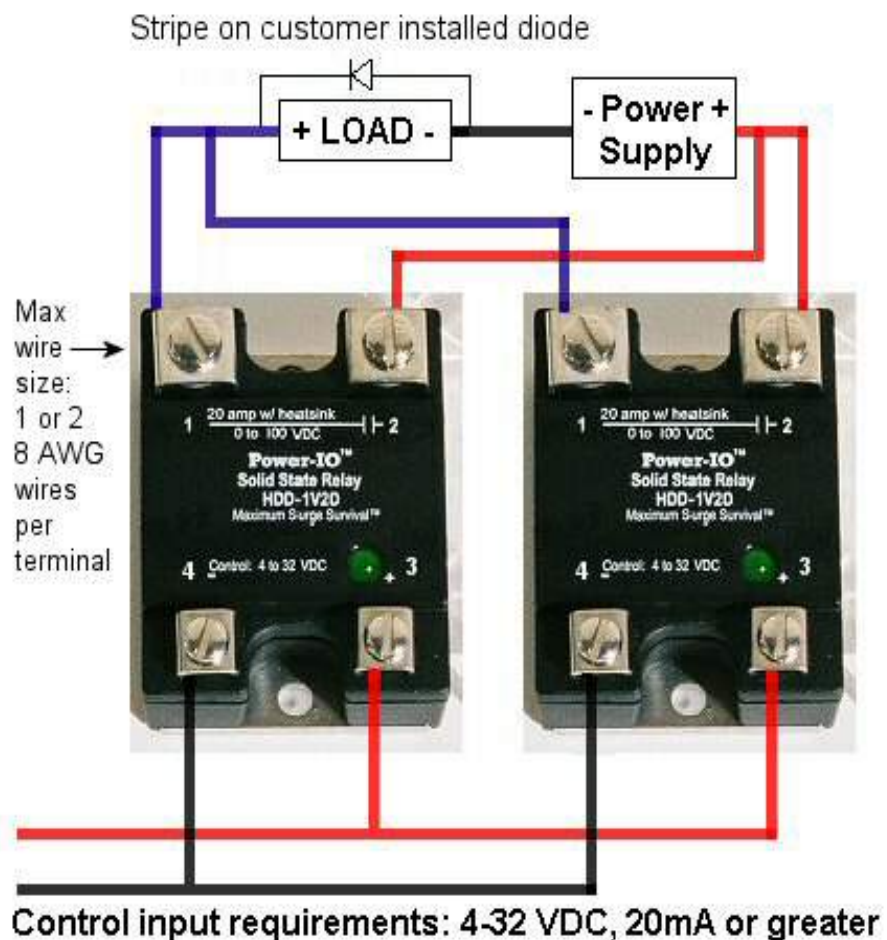 Stripe on customer installed diode
+ LOAD -
- Power +
Supply
Max
wire
size:
1 or 2
8 AWG
wires
per
terminal
1 20 amp w/ heatsink 2
0 to 100 VDC
Power-IO™
Solid State Relay
HDD-1V2D
Maximum Surge Survival™
4 - Control: 4 to 32 VDC + 3
1 20 amp w/ heatsink 2
0 to 100 VDC
Power-IO™
Solid State Relay
HDD-1V2D
Maximum Surge Survival™
4 - Control: 4 to 32 VDC + 3
Control input requirements: 4-32 VDC, 20mA or greater